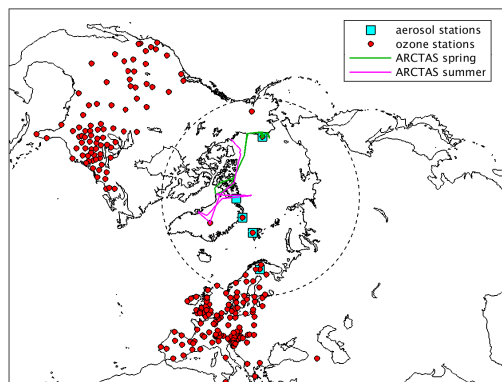 aerosol stations
ozone stations
ARCTAS spring
ARCTAS summer